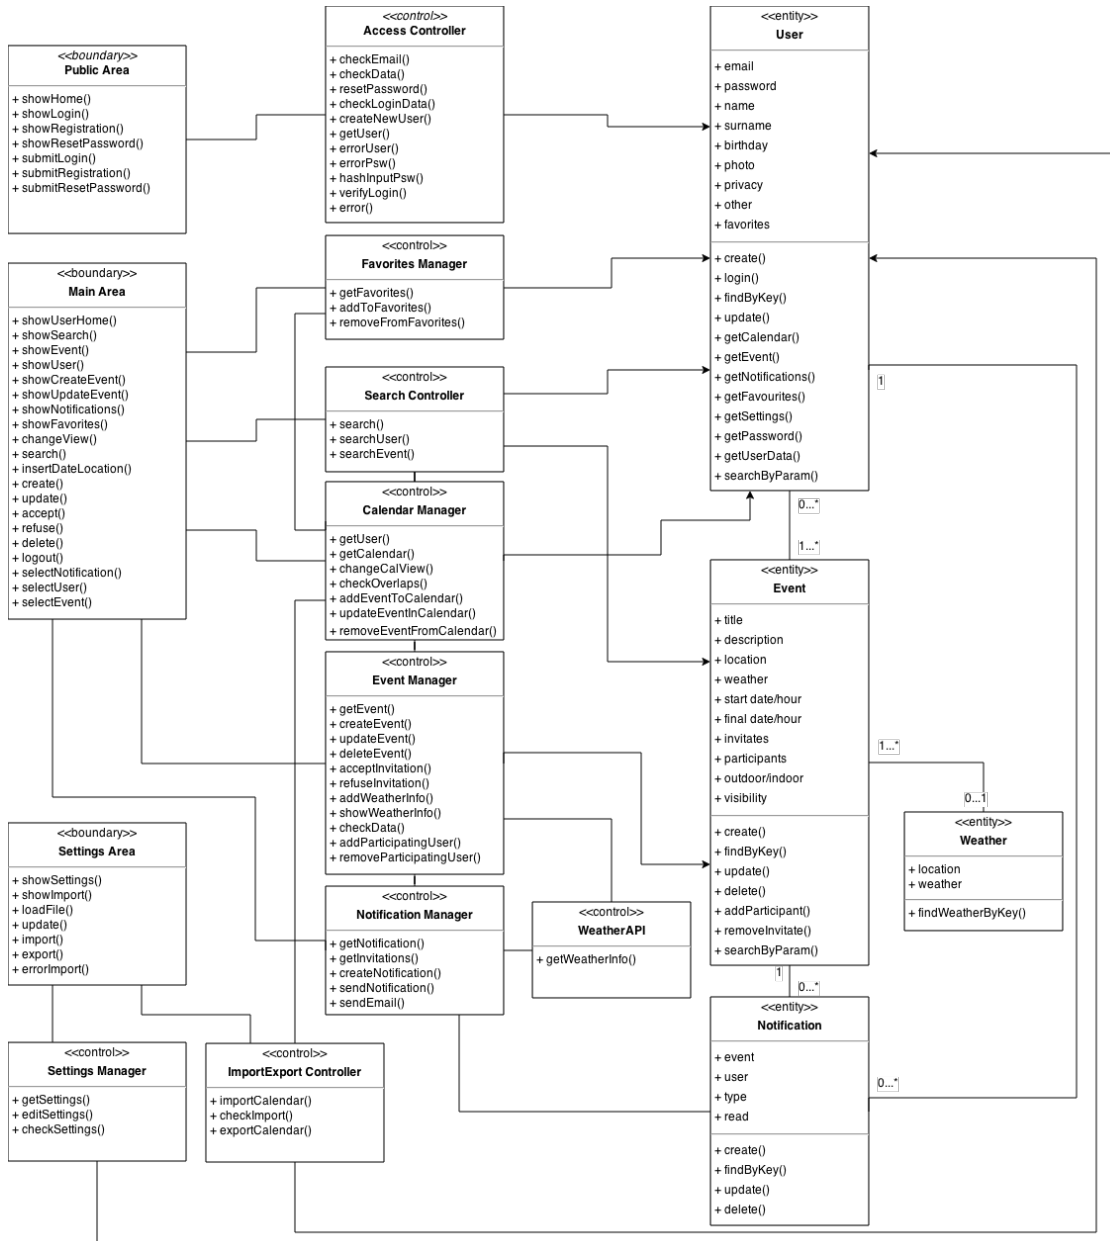 <<boundary>>
Public Area
+ showHome()
+ showLogin()
+ showRegistration()
+ showResetPassword()
+ submitLogin()
+ submitRegistration()
+ submitResetPassword()
<<control>>
Access Controller
+ checkEmail()
+ checkData()
+ resetPassword()
+ checkLoginData()
+ createNewUser()
+ getUser()
+ errorUser()
+ errorPsw()
+ hashInputPsw()
+ verifyLogin()
+ error()
<<entity>>
User
+ email
+ password
+ name
+ surname
+ birthday
+ photo
+ privacy
+ other
+ favorites
+ create()
+ login()
+ findByKey()
+ update()
+ getCalendar()
+ getEvent()
+ getNotifications()
+ getFavourites()
+ getSettings()
+ getPassword()
+ getUserData()
+ searchByParam()
1
0...*
1...*
<<boundary>>
Main Area
+ showUserHome()
+ showSearch()
+ showEvent()
+ showUser()
+ showCreateEvent()
+ showUpdateEvent()
+ showNotifications()
+ showFavorites()
+ changeView()
+ search()
+ insertDateLocation()
+ create()
+ update()
+ accept()
+ refuse()
+ delete()
+ logout()
+ selectNotification()
+ selectUser()
+ selectEvent()
<<control>>
Favorites Manager
+ getFavorites()
+ addToFavorites()
+ removeFromFavorites()
<<control>>
Search Controller
+ search()
+ searchUser()
+ searchEvent()
<<control>>
Calendar Manager
+ getUser()
+ getCalendar()
+ changeCalView()
+ checkOverlaps()
+ addEventToCalendar()
+ updateEventInCalendar()
+ removeEventFromCalendar()
<<control>>
Event Manager
+ getEvent()
+ createEvent()
+ updateEvent()
+ deleteEvent()
+ acceptInvitation()
+ refuseInvitation()
+ addWeatherInfo()
+ showWeatherInfo()
+ checkData()
+ addParticipatingUser()
+ removeParticipatingUser()
<<entity>>
Event
+ title
+ description
+ location
+ weather
+ start date/hour
+ final date/hour
+ invitates
+ participants
+ outdoor/indoor
+ visibility
+ create()
+ findByKey()
+ update()
+ delete()
+ addParticipant()
+ removeInvitate()
+ searchByParam()
1...*
0...1
<<entity>>
Weather
+ location
+ weather
+ findWeatherByKey()
<<boundary>>
Settings Area
+ showSettings()
+ showImport()
+ loadFile()
+ update()
+ import()
+ export()
+ errorImport()
<<control>>
Notification Manager
+ getNotification()
+ getInvitations()
+ createNotification()
+ sendNotification()
+ sendEmail()
<<control>>
WeatherAPI
+ getWeatherInfo()
1
0...*
<<entity>>
Notification
+ event
+ user
+ type
+ read
+ create()
+ findByKey()
+ update()
+ delete()
0...*
<<control>>
Settings Manager
+ getSettings()
+ editSettings()
+ checkSettings()
<<control>>
ImportExport Controller
+ importCalendar()
+ checkImport()
+ exportCalendar()